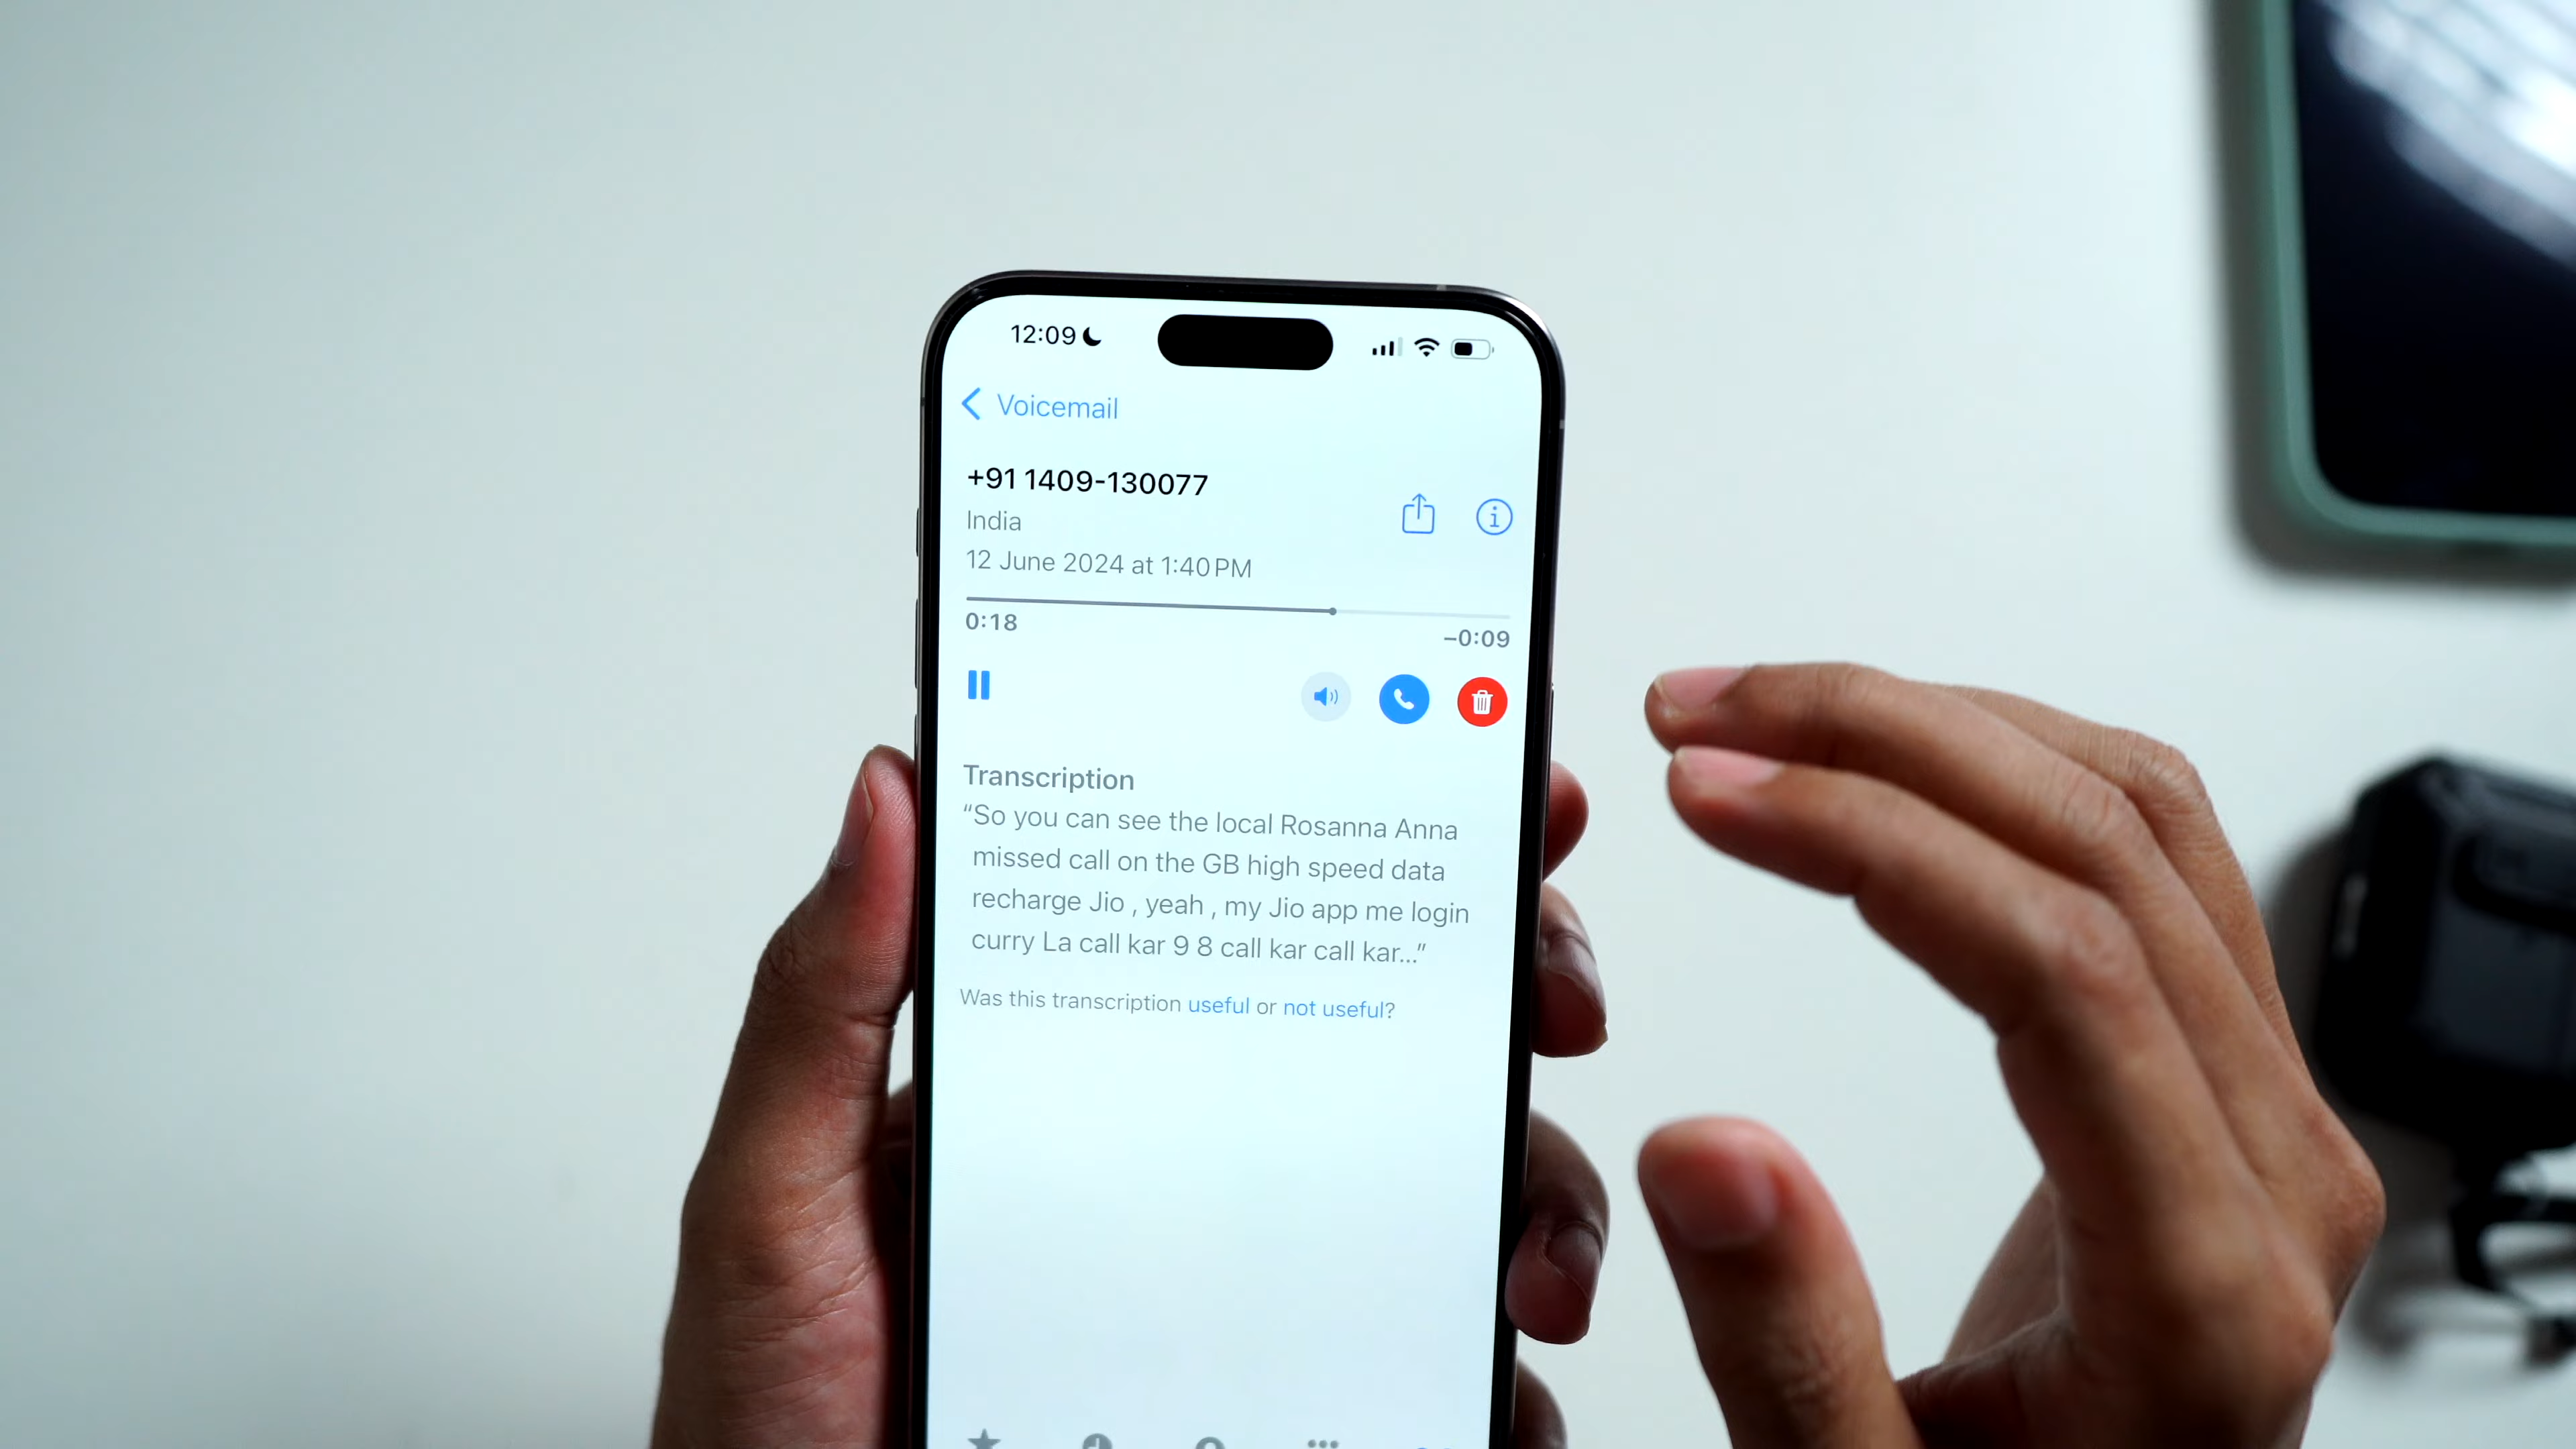 12:09
Voicemail
+91 1409-130077
India
12 June 2024 at 1:40 PM
0:18
–0:09
Transcription
“So you can see the local Rosanna Anna
missed call on the GB high speed data
recharge Jio , yeah , my Jio app me login
curry La call kar 9 8 call kar call kar...”
Was this transcription useful or not useful?